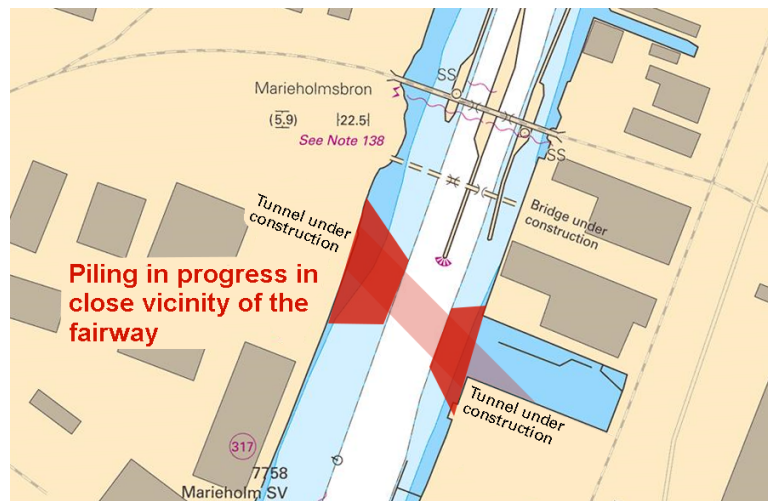 SS
Marieholmsbron
(5.9) 22.5
See Note 138
SS
Tunnel under
construction
Bridge under
construction
Piling in progress in
close vicinity of the
fairway
Tunnel under
construction
317
7758
Marieholm SV